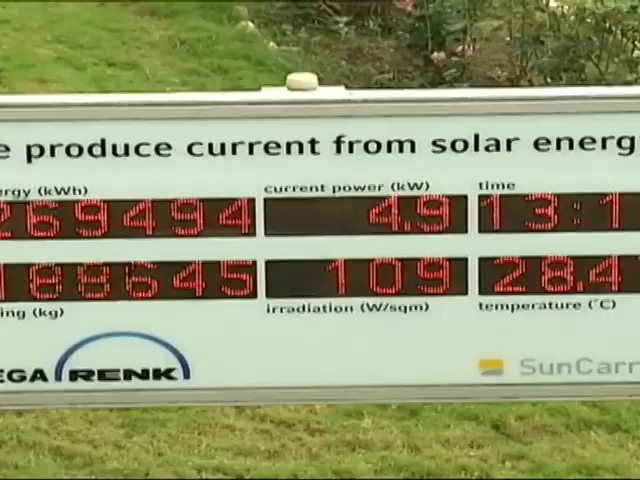 e produce current from solar energ
rgy (kWh) current power (kW) time
269494 4.9 13:1
188645 109 28.4
ing (kg) irradiation (W/sqm) temperature (°C)
EGA RENK SunCarr